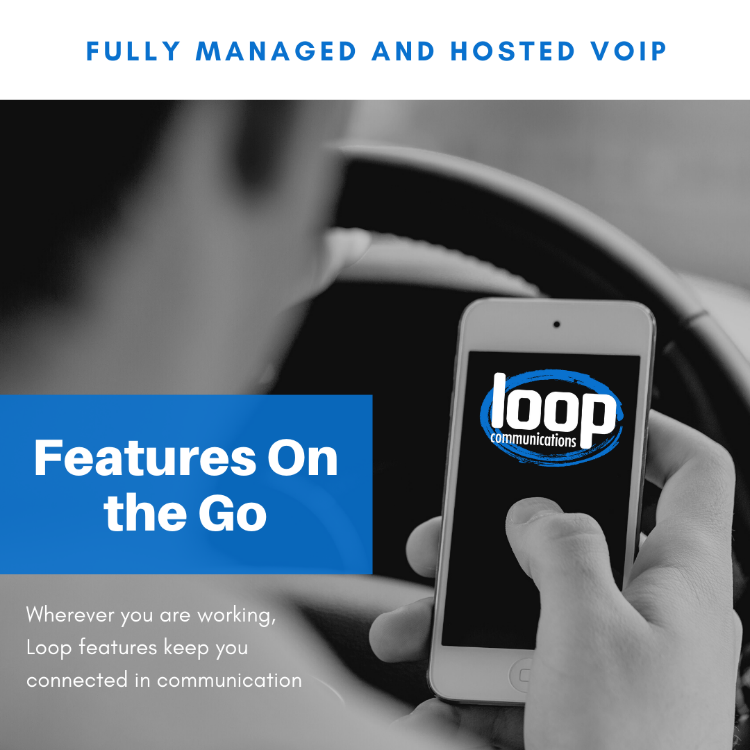 FULLY MANAGED AND HOSTED VOIP
loop
communications
Features On
the Go
Wherever you are working,
Loop features keep you
connected in communication